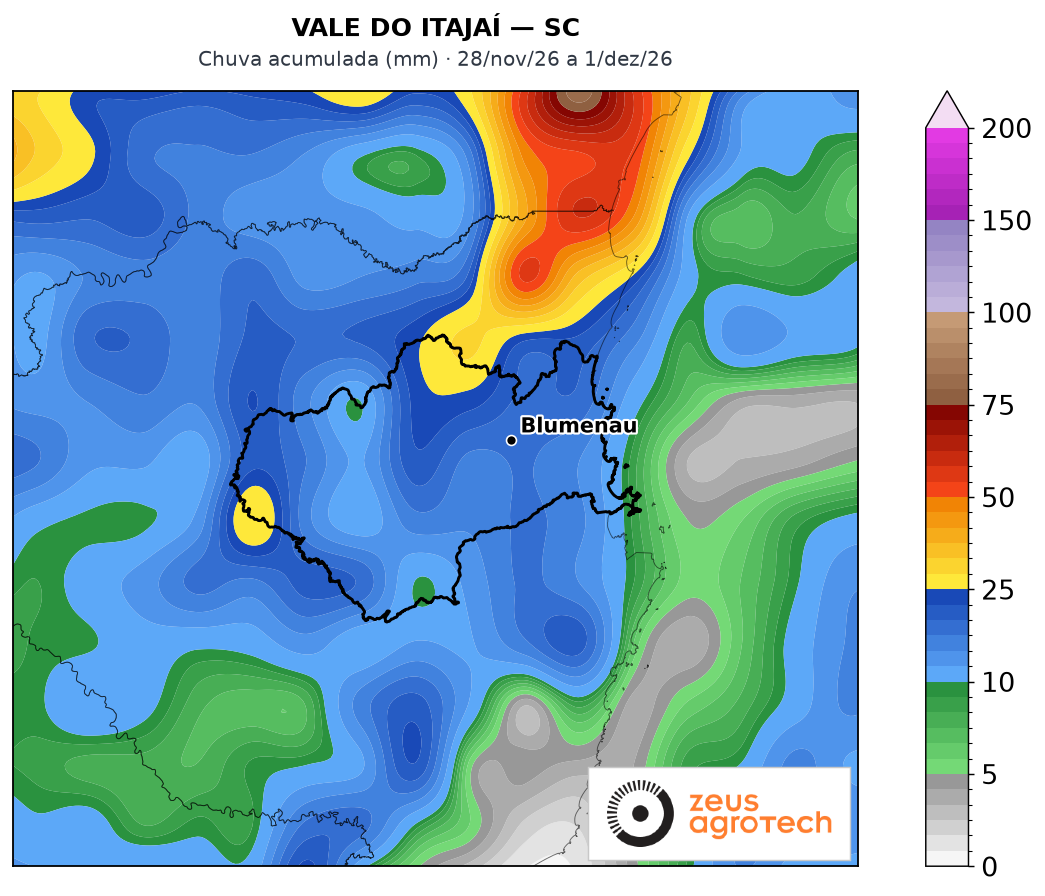 VALE DO ITAJAÍ — SC
Chuva acumulada (mm) · 28/nov/26 a 1/dez/26
Blumenau
200
150
100
75
50
25
10
5
0
zeus
agrotech